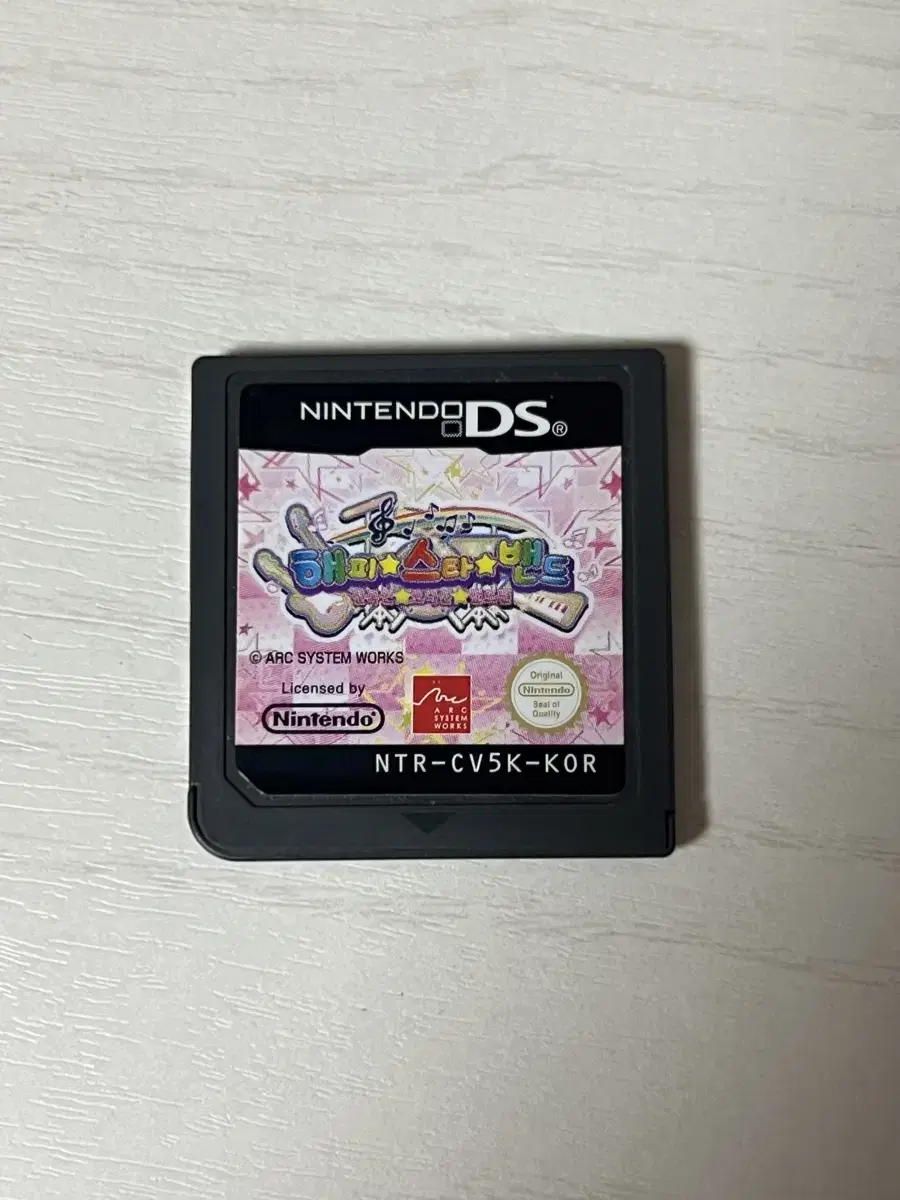 NINTENDO DS®
해피★스타★밴드
© ARC SYSTEM WORKS
Licensed by
Nintendo
Arc
ARC
SYSTEM
WORKS
Original
Nintendo
Seal of
Quality
NTR-CV5K-KOR